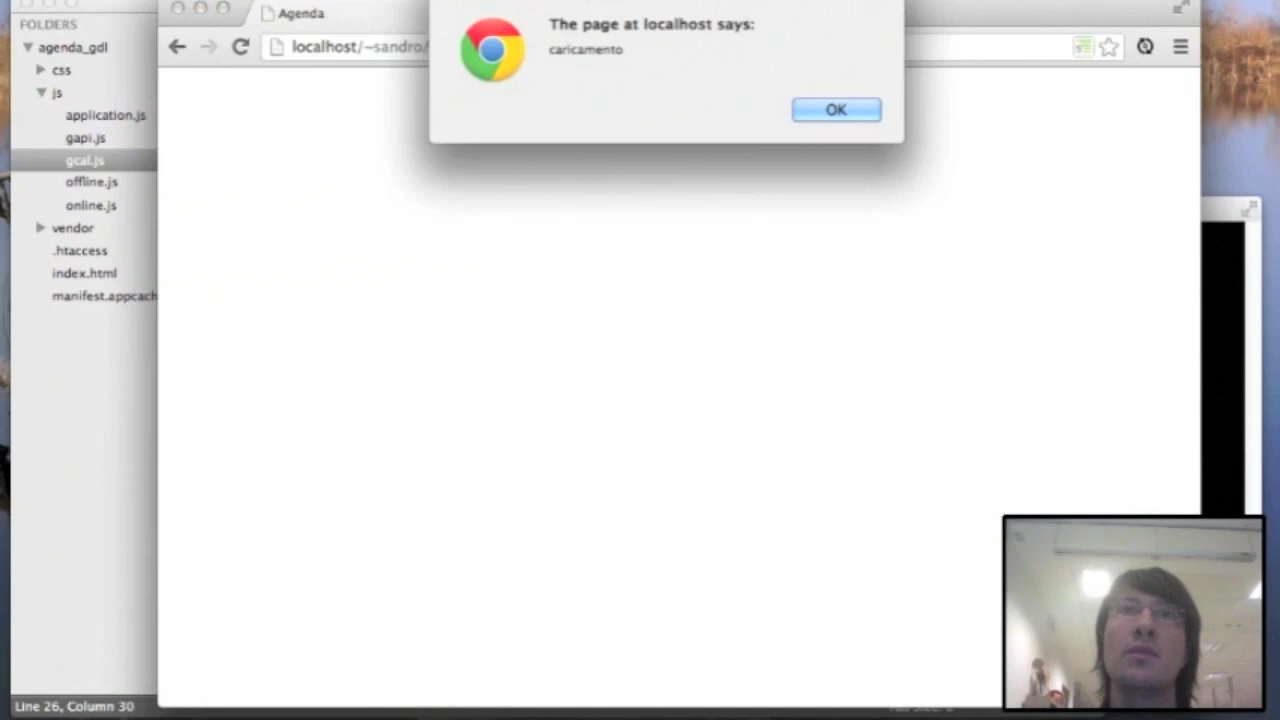 FOLDERS
agenda_gdl
css
js
application.js
gapi.js
gcal.js
offline.js
online.js
vendor
.htaccess
index.html
manifest.appcach
Line 26, Column 30
Agenda
localhost/~sandro/
The page at localhost says:
caricamento
OK